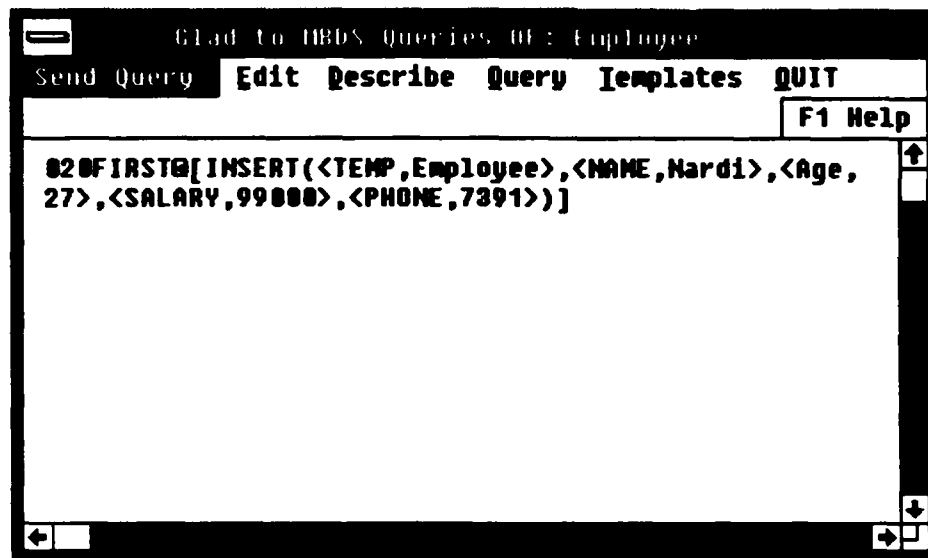 Glad to MBDS Queries OF: Employee
Send Query Edit Describe Query Templates QUIT
F1 Help
020FIRST@[INSERT(<TEMP,Employee>,<NAME,Nardi>,<Age,
27>,<SALARY,99000>,<PHONE,7391>)]